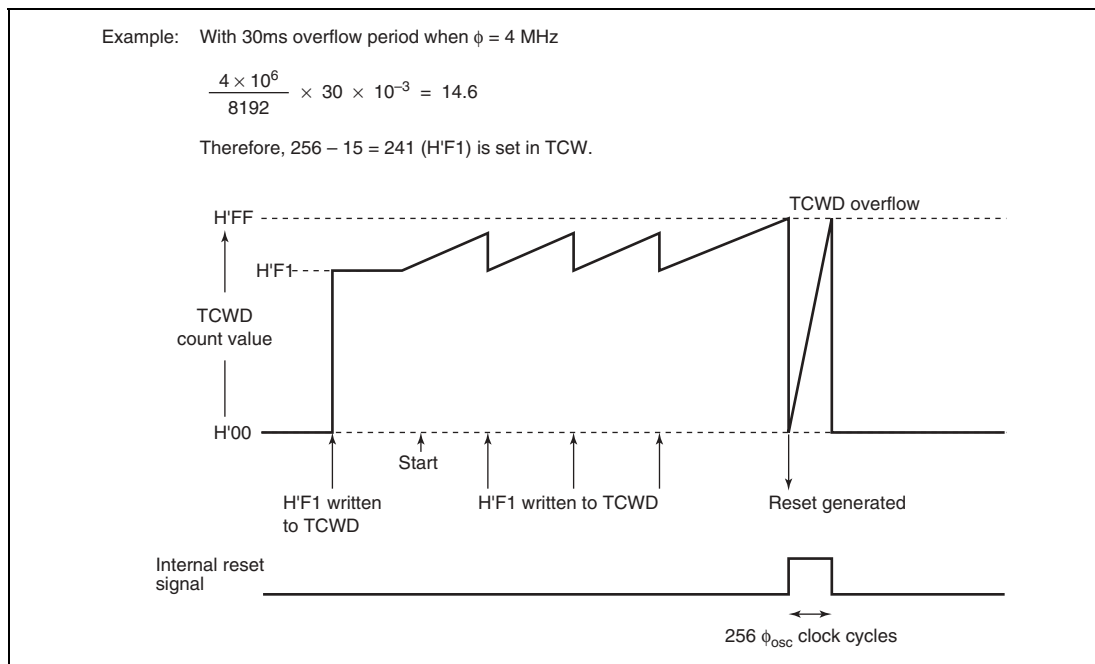 Example: With 30ms overflow period when ϕ = 4 MHz
4 × 10⁶
8192
× 30 × 10⁻³ = 14.6
Therefore, 256 – 15 = 241 (H'F1) is set in TCW.
TCWD overflow
H'FF
H'F1
TCWD
count value
H'00
Start
H'F1 written
to TCWD
H'F1 written to TCWD
Reset generated
Internal reset
signal
256 ϕosc clock cycles